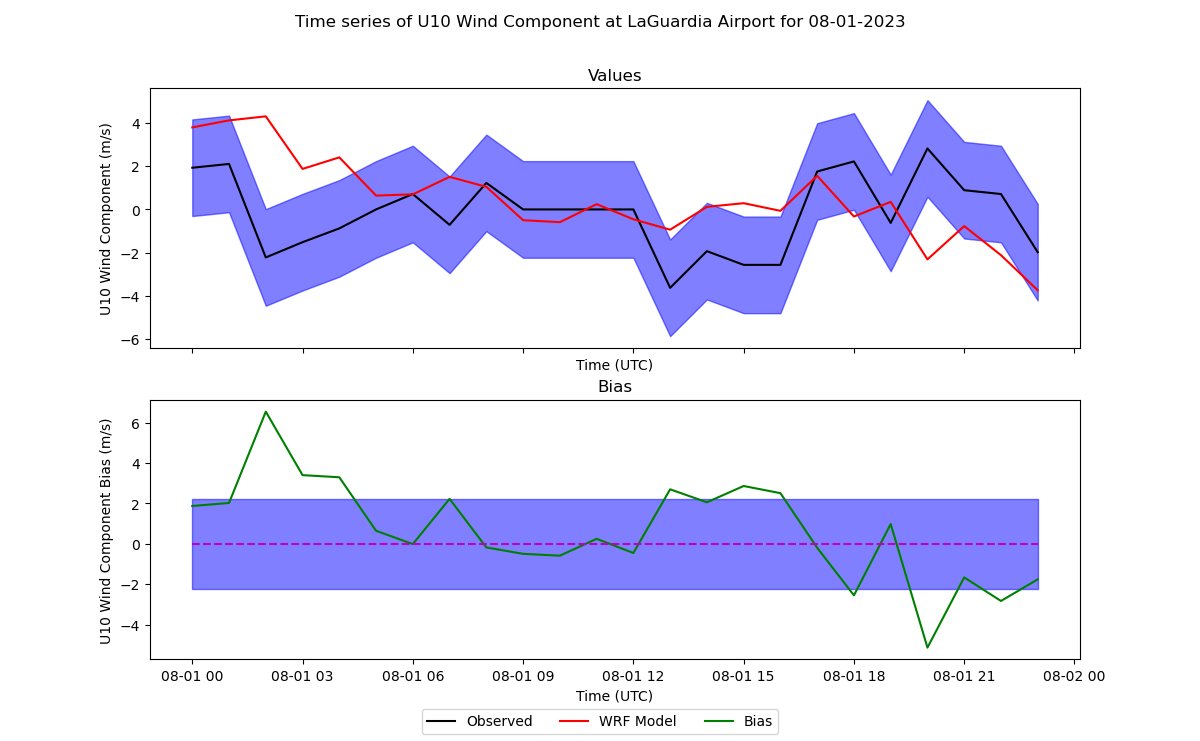 Time series of U10 Wind Component at LaGuardia Airport for 08-01-2023
Values
U10 Wind Component (m/s)
4
2
0
−2
−4
−6
Time (UTC)
Bias
U10 Wind Component Bias (m/s)
6
4
2
0
−2
−4
08-01 00 08-01 03 08-01 06 08-01 09 08-01 12 08-01 15 08-01 18 08-01 21 08-02 00
Time (UTC)
Observed WRF Model Bias